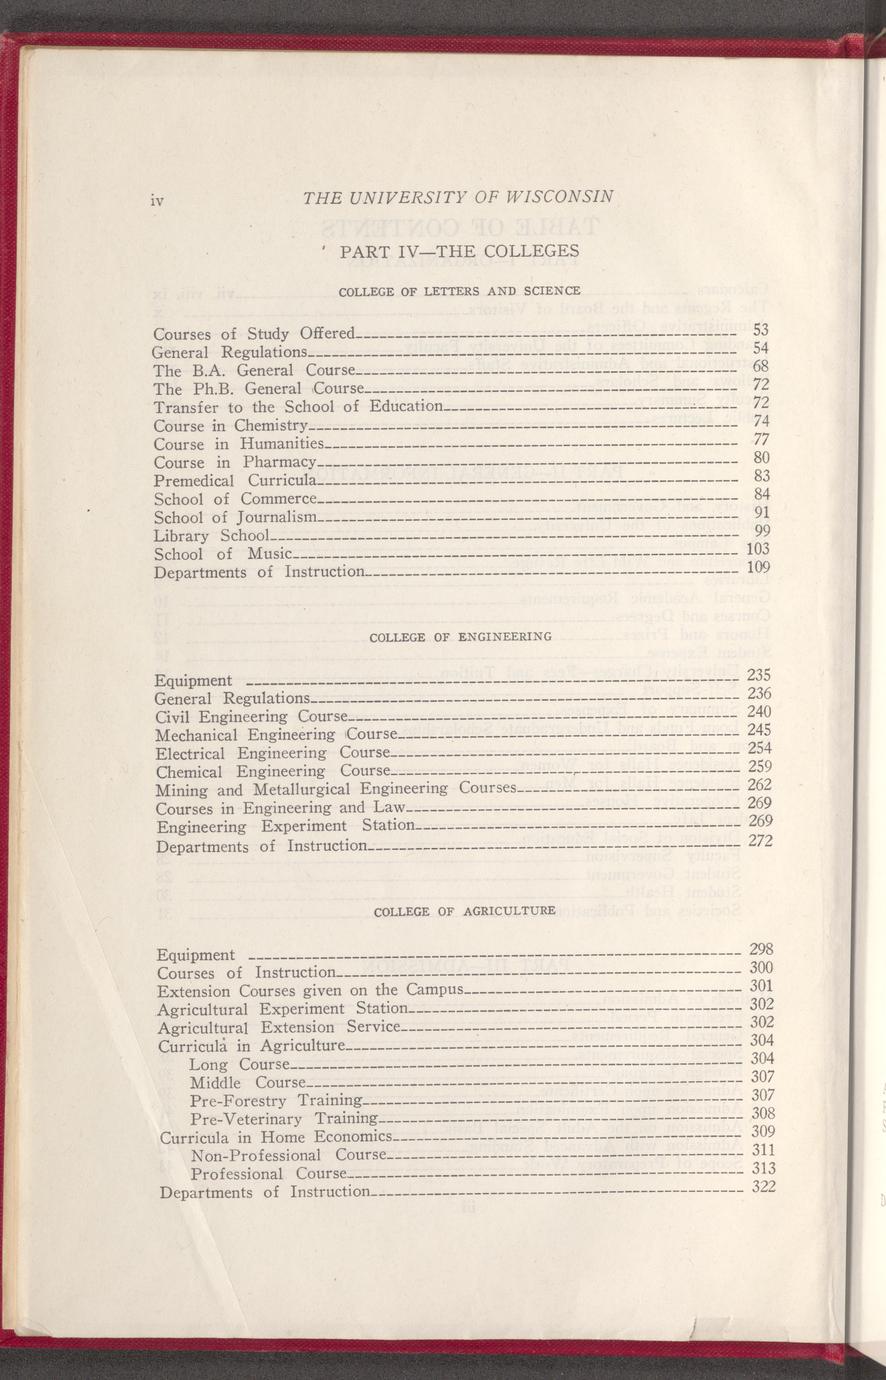 iv THE UNIVERSITY OF WISCONSIN
PART IV—THE COLLEGES
COLLEGE OF LETTERS AND SCIENCE
Courses of Study Offered 53
General Regulations 54
The B.A. General Course 68
The Ph.B. General Course 72
Transfer to the School of Education 72
Course in Chemistry 74
Course in Humanities 77
Course in Pharmacy 80
Premedical Curricula 83
School of Commerce 84
School of Journalism 91
Library School 99
School of Music 103
Departments of Instruction 109
COLLEGE OF ENGINEERING
Equipment 235
General Regulations 236
Civil Engineering Course 240
Mechanical Engineering Course 245
Electrical Engineering Course 254
Chemical Engineering Course 259
Mining and Metallurgical Engineering Courses 262
Courses in Engineering and Law 269
Engineering Experiment Station 269
Departments of Instruction 272
COLLEGE OF AGRICULTURE
Equipment 298
Courses of Instruction 300
Extension Courses given on the Campus 301
Agricultural Experiment Station 302
Agricultural Extension Service 302
Curricula in Agriculture 304
Long Course 304
Middle Course 307
Pre-Forestry Training 307
Pre-Veterinary Training 308
Curricula in Home Economics 309
Non-Professional Course 311
Professional Course 313
Departments of Instruction 322